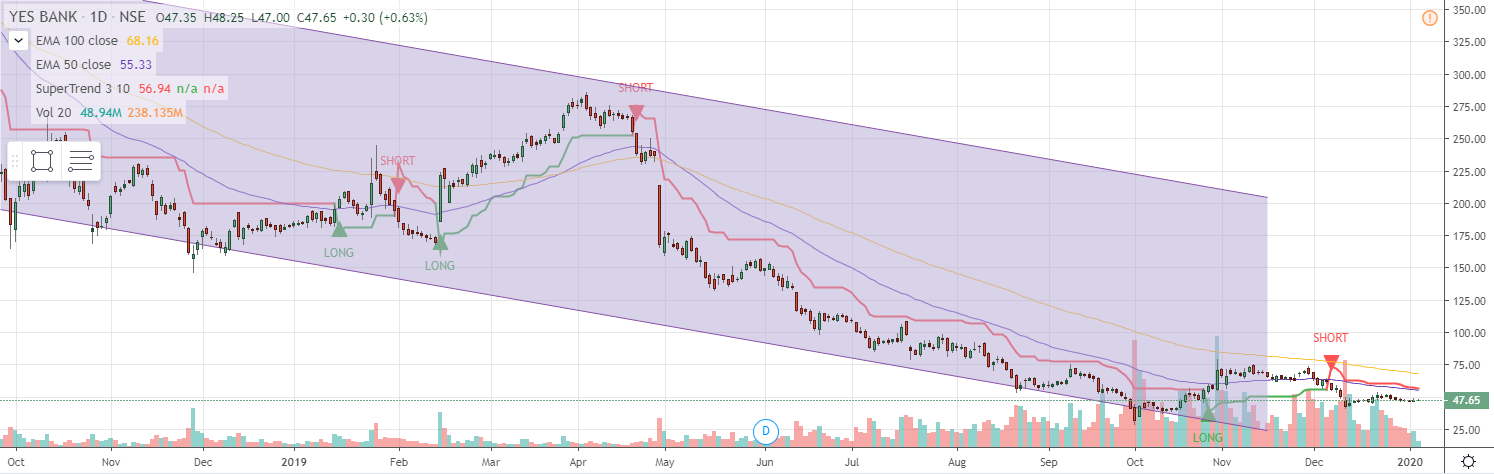 YES BANK · 1D · NSE O47.35 H48.25 L47.00 C47.65 +0.30 (+0.63%)
EMA 100 close 68.16
EMA 50 close 55.33
SuperTrend 3 10 56.94 n/a n/a
Vol 20 48.94M 238.135M
SHORT
SHORT
LONG
LONG
SHORT
LONG
D
350.00
325.00
300.00
275.00
250.00
225.00
200.00
175.00
150.00
125.00
100.00
75.00
47.65
25.00
Oct Nov Dec 2019 Feb Mar Apr May Jun Jul Aug Sep Oct Nov Dec 2020